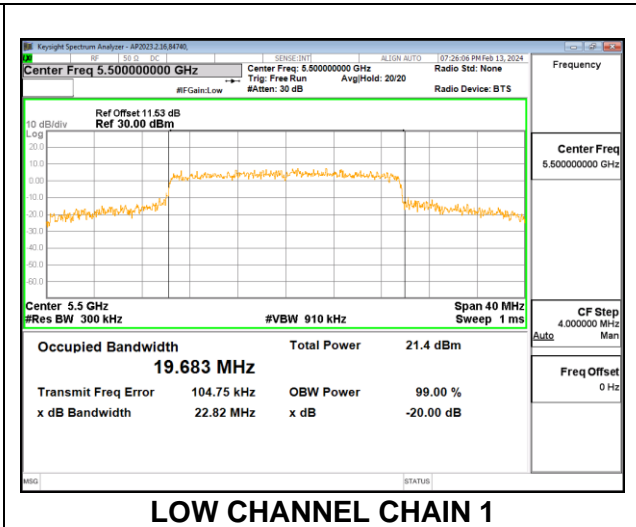 Keysight Spectrum Analyzer - AP2023.2.16,84740,
RF 50 Ω DC SENSE:INT ALIGN AUTO 07:26:06 PM Feb 13, 2024
Center Freq 5.500000000 GHz
Center Freq: 5.500000000 GHz Radio Std: None
Trig: Free Run Avg|Hold: 20/20
#IFGain:Low #Atten: 30 dB Radio Device: BTS
Frequency
Ref Offset 11.53 dB
10 dB/div Ref 30.00 dBm
Log
20.0
10.0
0.00
-10.0
-20.0
-30.0
-40.0
-50.0
-60.0
Center 5.5 GHz Span 40 MHz
#Res BW 300 kHz #VBW 910 kHz Sweep 1 ms
Center Freq
5.500000000 GHz
CF Step
4.000000 MHz
Auto Man
Freq Offset
0 Hz
Occupied Bandwidth Total Power 21.4 dBm
19.683 MHz
Transmit Freq Error 104.75 kHz OBW Power 99.00 %
x dB Bandwidth 22.82 MHz x dB -20.00 dB
MSG STATUS
LOW CHANNEL CHAIN 1